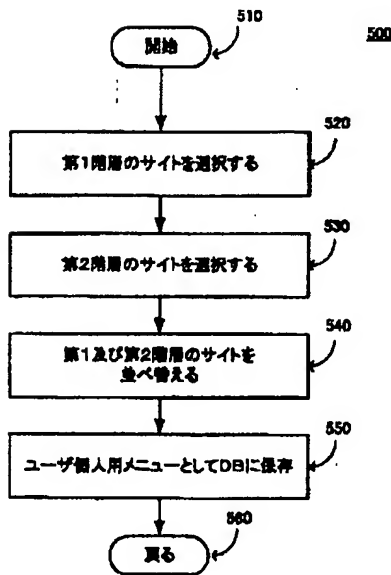 開始
510
500
第1階層のサイトを選択する
520
第2階層のサイトを選択する
530
第1及び第2階層のサイトを
並べ替える
540
ユーザ個人用メニューとしてDBに保存
550
戻る
560